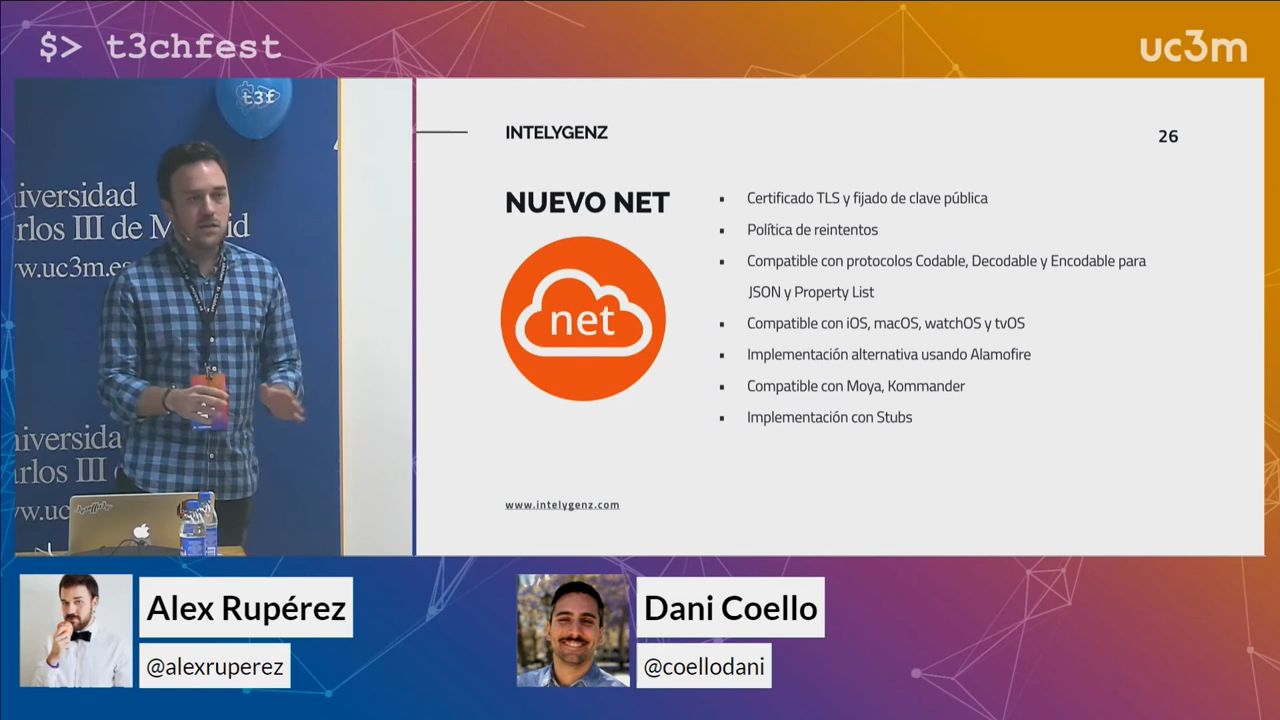 $> t3chfest
uc3m
t3f
niversidad
arlos III de M id
w.uc3m.es
niversida
arlos III
w.uc
INTELYGENZ
26
NUEVO NET
net
▪ Certificado TLS y fijado de clave pública
▪ Política de reintentos
▪ Compatible con protocolos Codable, Decodable y Encodable para
JSON y Property List
▪ Compatible con iOS, macOS, watchOS y tvOS
▪ Implementación alternativa usando Alamofire
▪ Compatible con Moya, Kommander
▪ Implementación con Stubs
www.intelygenz.com
Alex Rupérez
@alexruperez
Dani Coello
@coellodani